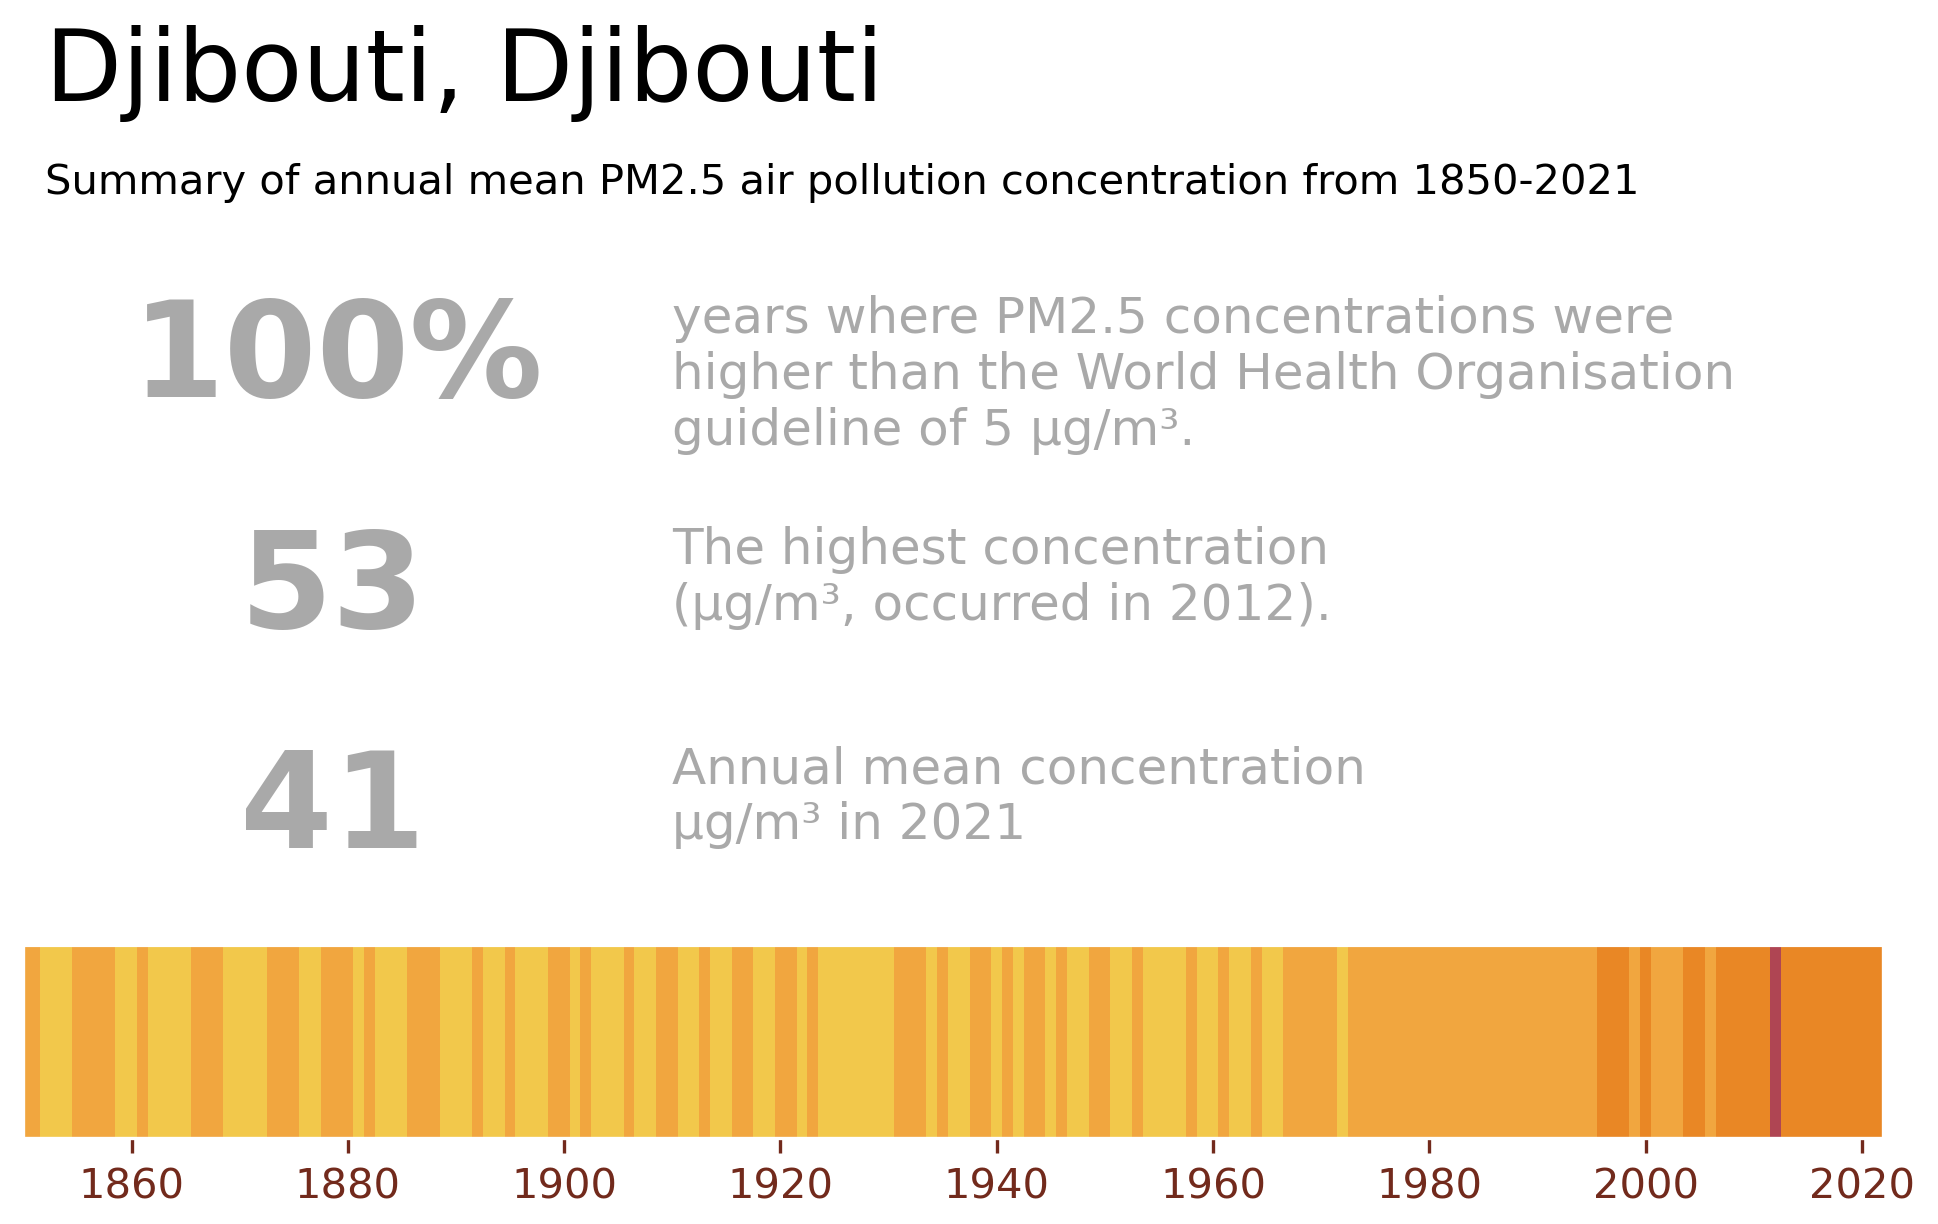 Djibouti, Djibouti
Summary of annual mean PM2.5 air pollution concentration from 1850-2021
100%
years where PM2.5 concentrations were
higher than the World Health Organisation
guideline of 5 μg/m³.
53
The highest concentration
(μg/m³, occurred in 2012).
41
Annual mean concentration
μg/m³ in 2021
1860 1880 1900 1920 1940 1960 1980 2000 2020